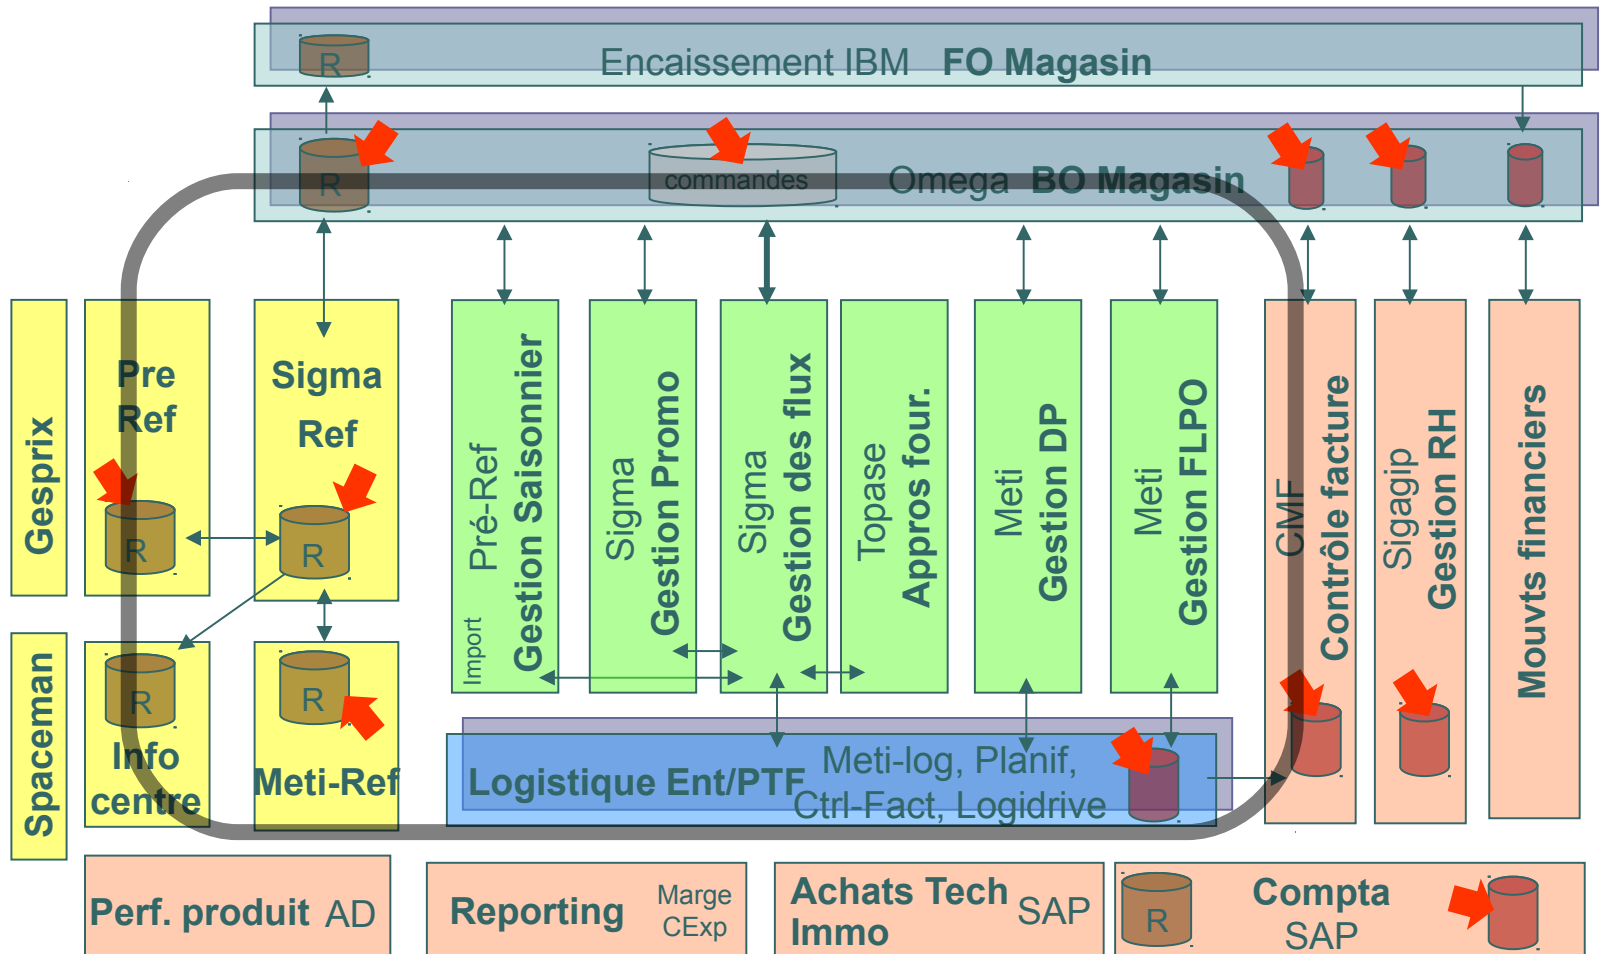 R
Encaissement IBM FO Magasin
R
commandes
Omega BO Magasin
Gesprix
Pre
Ref
R
Sigma
Ref
R
Pré-Ref
Import
Gestion Saisonnier
Sigma
Gestion Promo
Sigma
Gestion des flux
Topase
Appros four.
Meti
Gestion DP
Meti
Gestion FLPO
CMF
Contrôle facture
Sigagip
Gestion RH
Mouvts financiers
Spaceman
R
Info
centre
R
Meti-Ref
Logistique Ent/PTF
Meti-log, Planif,
Ctrl-Fact, Logidrive
Perf. produit AD
Reporting
Marge
CExp
Achats Tech
Immo
SAP
R
Compta
SAP